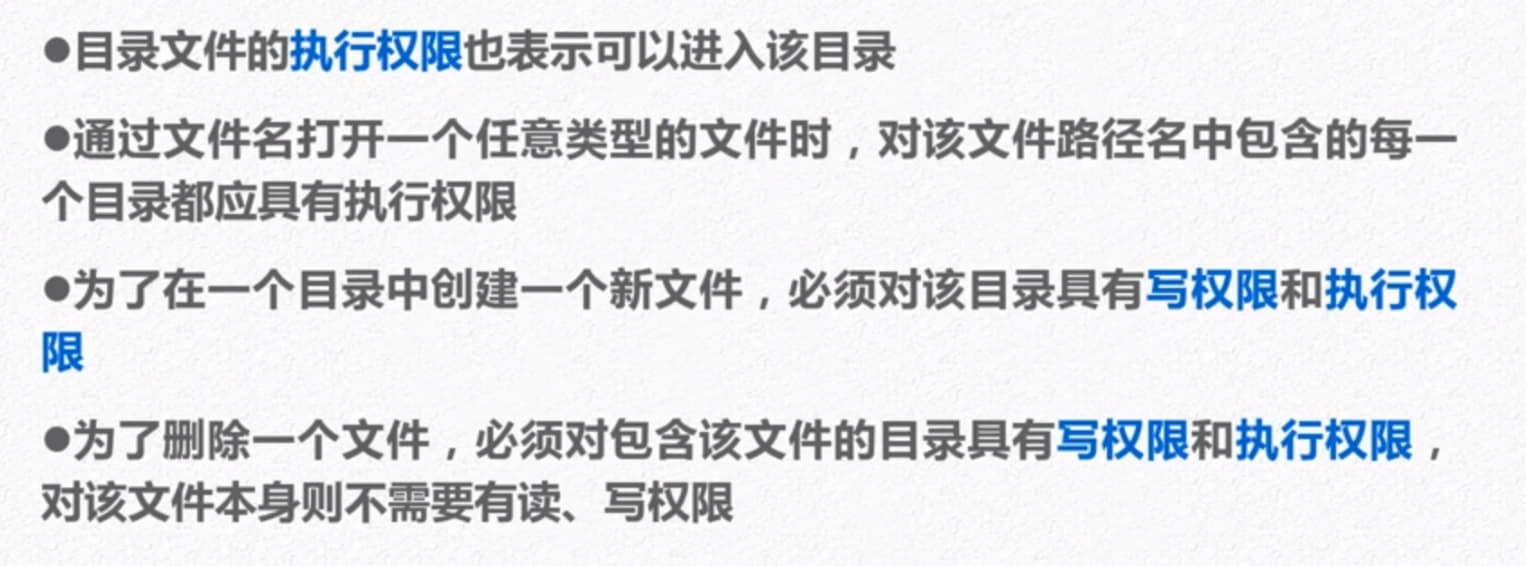 ●目录文件的执行权限也表示可以进入该目录
●通过文件名打开一个任意类型的文件时，对该文件路径名中包含的每一
个目录都应具有执行权限
●为了在一个目录中创建一个新文件，必须对该目录具有写权限和执行权
限
●为了删除一个文件，必须对包含该文件的目录具有写权限和执行权限，
对该文件本身则不需要有读、写权限